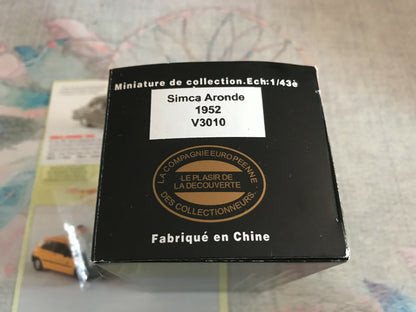 Miniature de collection.Ech:1/43è
Simca Aronde
1952
V3010
LA COMPAGNIE EUROPEENNE
LE PLAISIR DE
LA DECOUVERTE
DES COLLECTIONNEURS.
Fabriqué en Chine